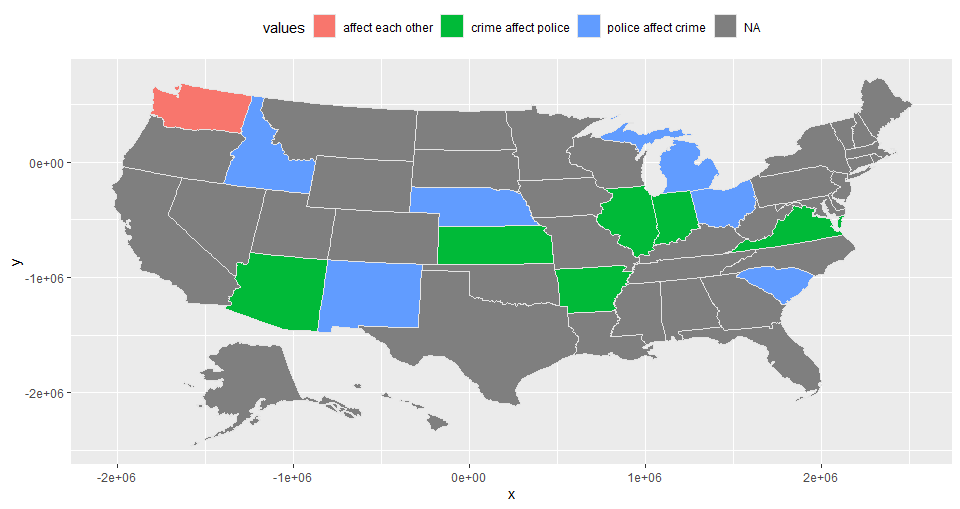 values affect each other crime affect police police affect crime NA
y
0e+00
-1e+06
-2e+06
-2e+06 -1e+06 0e+00 1e+06 2e+06
x